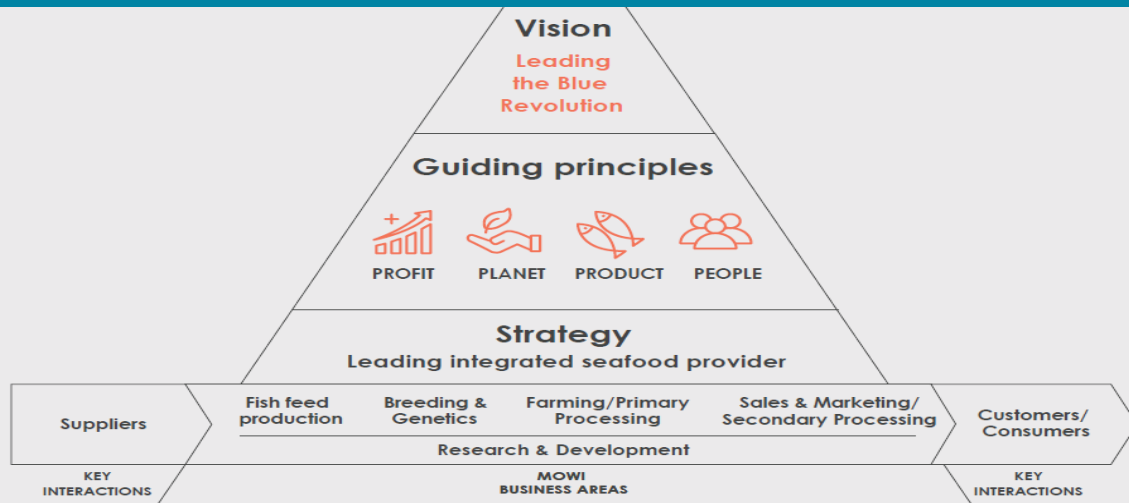 Vision
Leading
the Blue
Revolution
Guiding principles
PROFIT PLANET PRODUCT PEOPLE
Strategy
Leading integrated seafood provider
Suppliers
Fish feed
production
Breeding &
Genetics
Farming/Primary
Processing
Sales & Marketing/
Secondary Processing
Customers/
Consumers
Research & Development
KEY
INTERACTIONS
MOWI
BUSINESS AREAS
KEY
INTERACTIONS